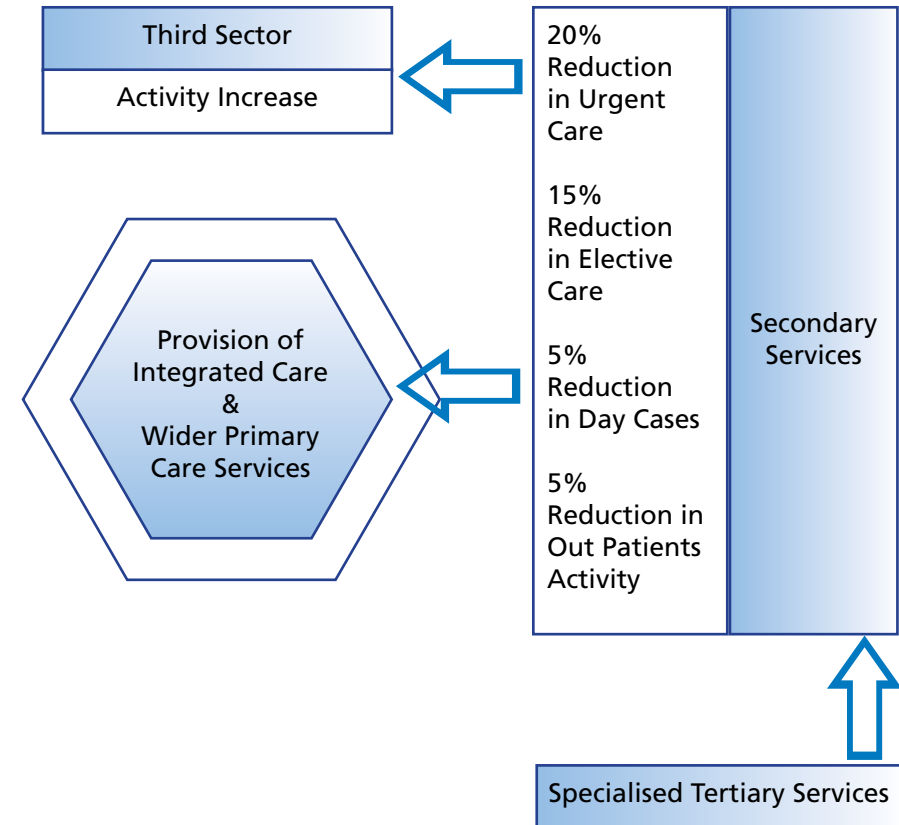 Third Sector
Activity Increase
Provision of
Integrated Care
&
Wider Primary
Care Services
20%
Reduction
in Urgent
Care
15%
Reduction
in Elective
Care
5%
Reduction
in Day Cases
5%
Reduction in
Out Patients
Activity
Secondary
Services
Specialised Tertiary Services